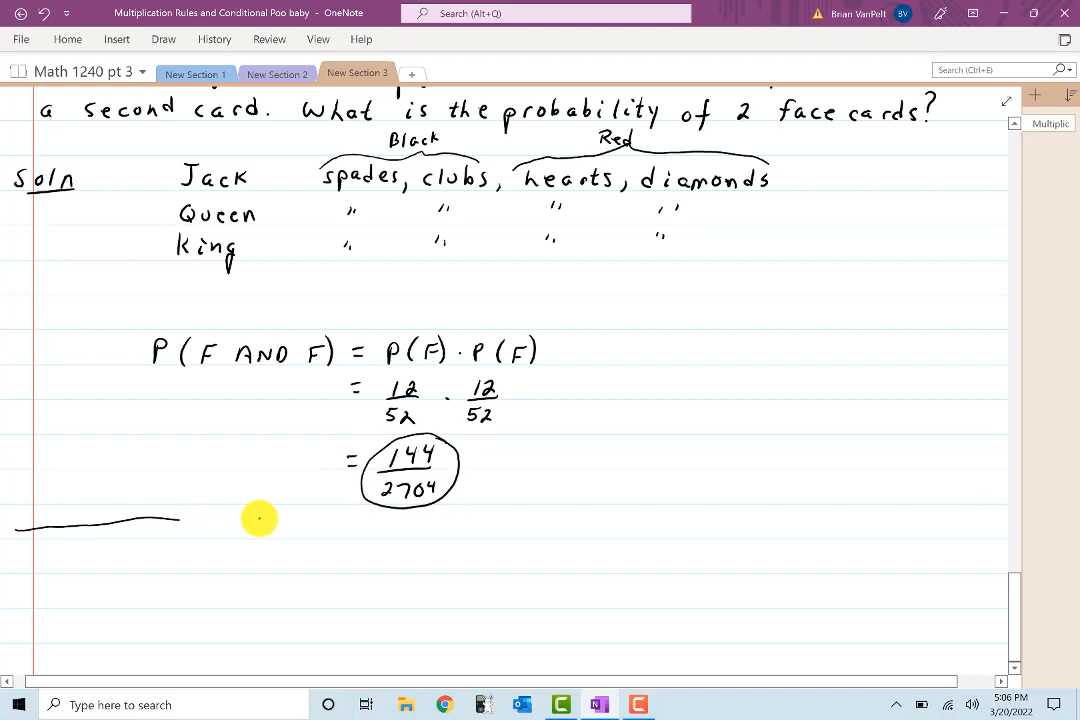 Multiplication Rules and Conditional Poo baby - OneNote
Search (Alt+Q)
Brian VanPelt
BV
File Home Insert Draw History Review View Help
Math 1240 pt 3
New Section 1
New Section 2
New Section 3
Search (Ctrl+E)
Multiplic
a second card. What is the probability of 2 face cards?
Black Red
Soln Jack spades, clubs, hearts, diamonds
Queen " " " "
King " " " "
P(F AND F) = P(F) · P(F)
= 12/52 · 12/52
= 144/2704
Type here to search
5:06 PM
3/20/2022